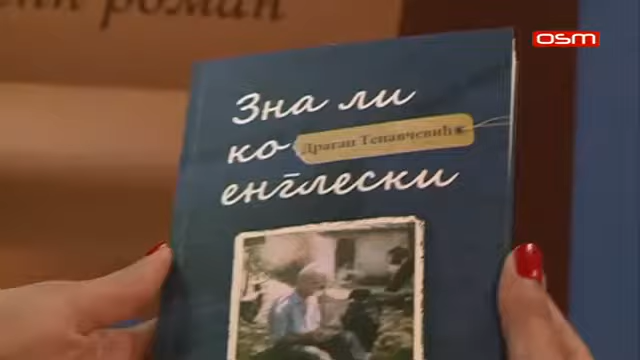 роман
OSM
Зна ли
ко
Драган Тепавчевић
енглески